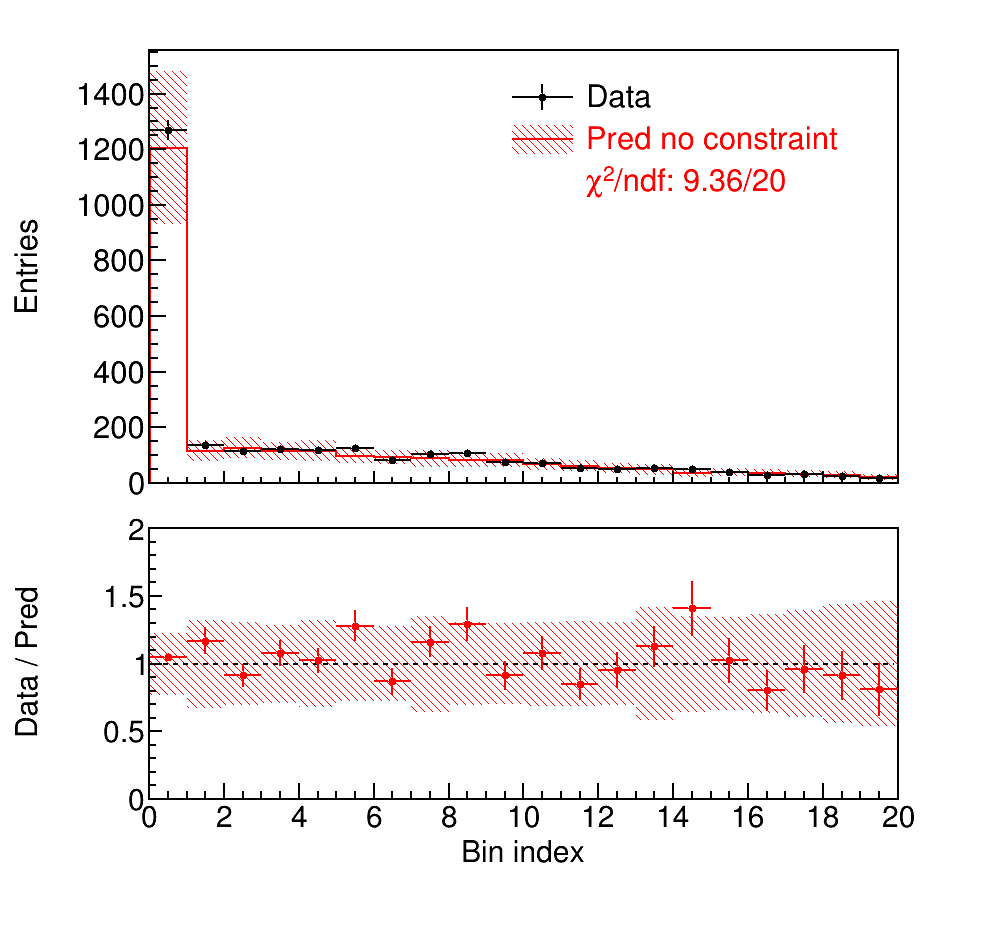 1400
1200
1000
800
600
400
200
0
Entries
Data
Pred no constraint
χ²/ndf: 9.36/20
2
1.5
1
0.5
0
Data / Pred
0 2 4 6 8 10 12 14 16 18 20
Bin index